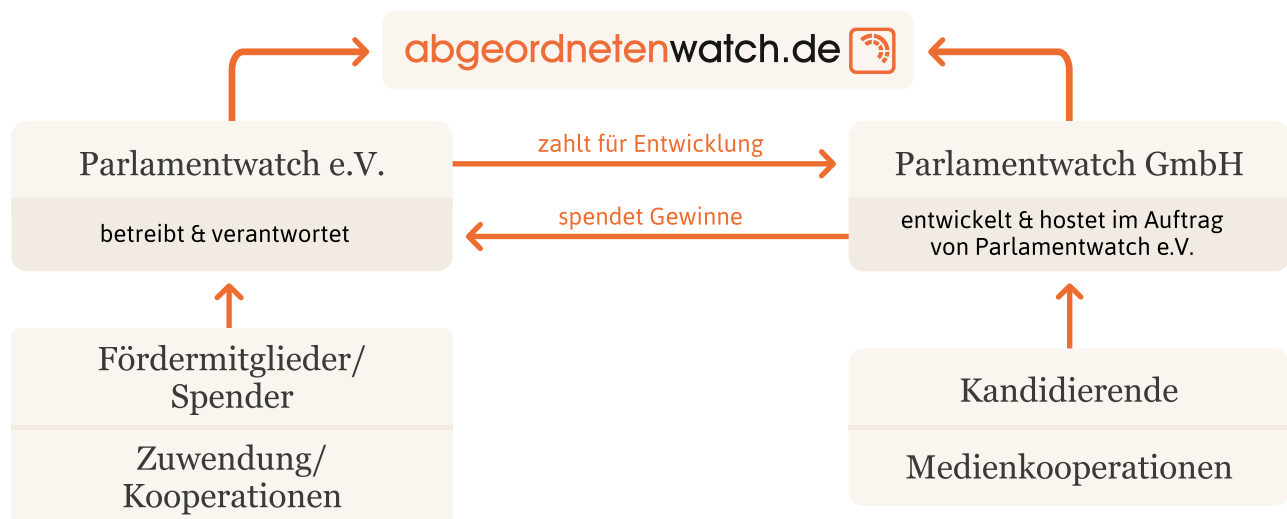 abgeordnetenwatch.de
Parlamentwatch e.V.
betreibt & verantwortet
zahlt für Entwicklung
spendet Gewinne
Parlamentwatch GmbH
entwickelt & hostet im Auftrag
von Parlamentwatch e.V.
Fördermitglieder/
Spender
Zuwendung/
Kooperationen
Kandidierende
Medienkooperationen